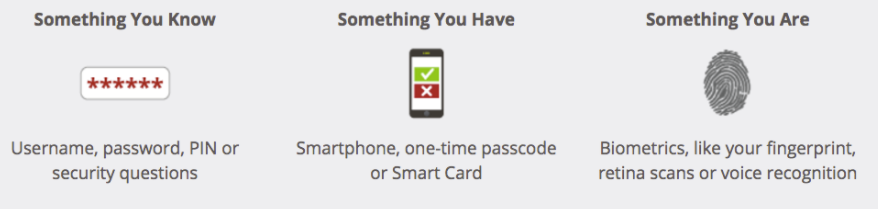 Something You Know
Something You Have
Something You Are
******
Username, password, PIN or
security questions
Smartphone, one-time passcode
or Smart Card
Biometrics, like your fingerprint,
retina scans or voice recognition